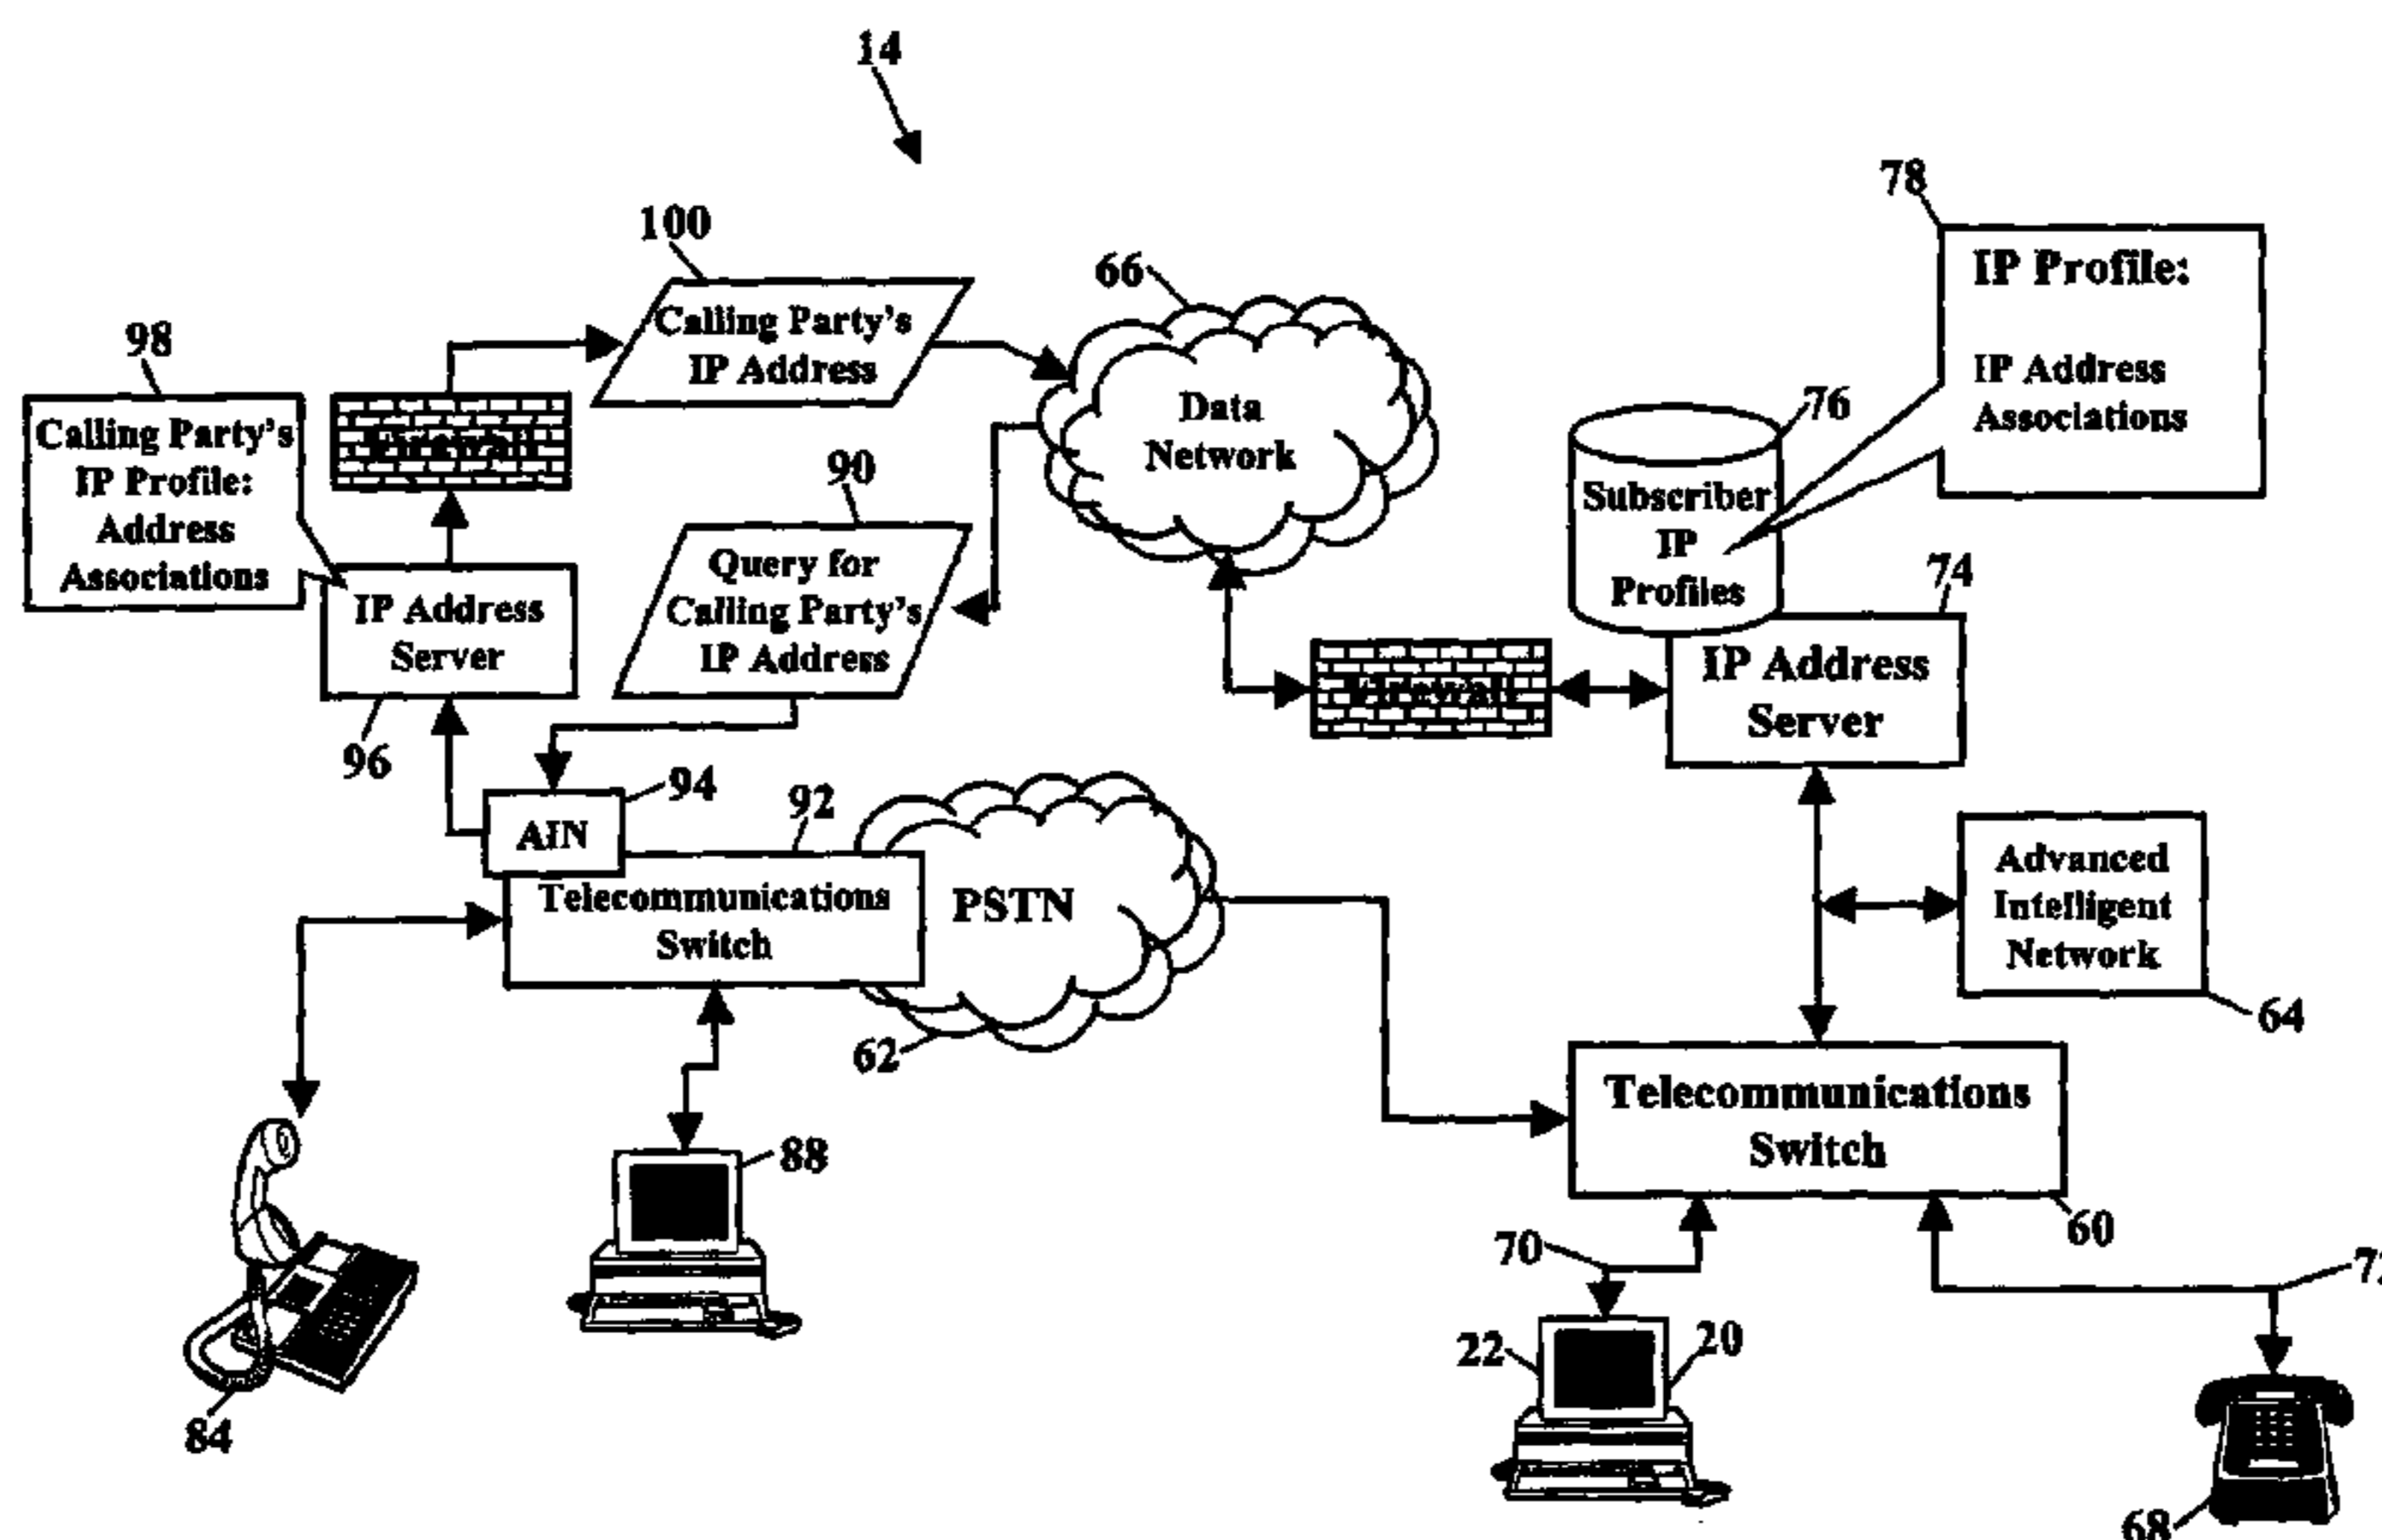 14
78
100
IP Profile:
IP Address
Associations
66
Calling Party's
IP Address
98
76
Data
Network
Calling Party's
IP Profile:
Address
Associations
Firewall
90
Subscriber
IP
Profiles
Query for
Calling Party's
IP Address
74
IP Address
Server
IP Address
Server
Firewall
96
94
92
AIN
Advanced
Intelligent
Network
Telecommunications
Switch
PSTN
64
62
Telecommunications
Switch
88
60
70
22
20
84
68